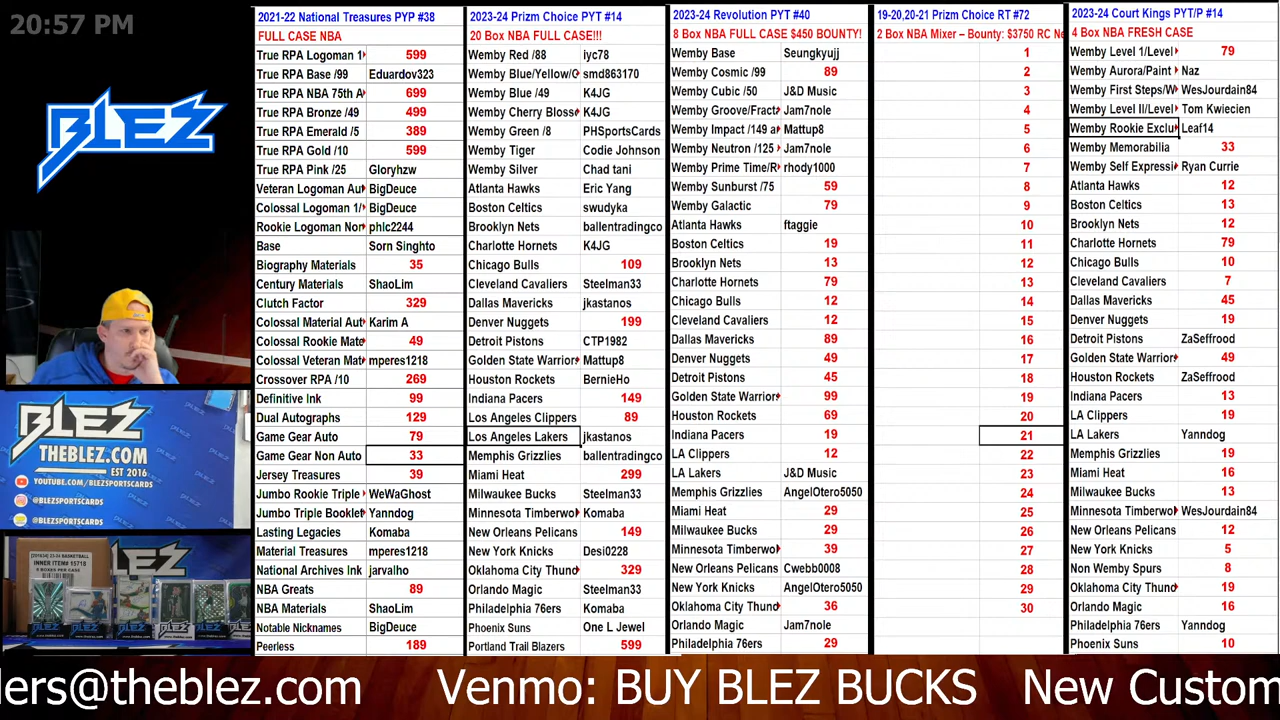 20:57 PM
BLEZ
BLEZ
THEBLEZ.COM
EST 2016
YOUTUBE.COM/BLEZSPORTSCARDS
@BLEZSPORTSCARDS
@BLEZSPORTSCARDS
INNER ITEM# 15718
BLEZ
2021-22 National Treasures PYP #38
FULL CASE NBA
True RPA Logoman 1 599
True RPA Base /99 Eduardov323
True RPA NBA 75th A 699
True RPA Bronze /49 499
True RPA Emerald /5 389
True RPA Gold /10 599
True RPA Pink /25 Gloryhzw
Veteran Logoman Au BigDeuce
Colossal Logoman 1/ BigDeuce
Rookie Logoman Non phlc2244
Base Sorn Singhto
Biography Materials 35
Century Materials ShaoLim
Clutch Factor 329
Colossal Material Aut Karim A
Colossal Rookie Mate 49
Colossal Veteran Mat mperes1218
Crossover RPA /10 269
Definitive Ink 99
Dual Autographs 129
Game Gear Auto 79
Game Gear Non Auto 33
Jersey Treasures 39
Jumbo Rookie Triple WeWaGhost
Jumbo Triple Booklet Yanndog
Lasting Legacies Komaba
Material Treasures mperes1218
National Archives Ink jarvalho
NBA Greats 89
NBA Materials ShaoLim
Notable Nicknames BigDeuce
Peerless 189
2023-24 Prizm Choice PYT #14
20 Box NBA FULL CASE!!!
Wemby Red /88 iyc78
Wemby Blue/Yellow/G smd863170
Wemby Blue /49 K4JG
Wemby Cherry Blosso K4JG
Wemby Green /8 PHSportsCards
Wemby Tiger Codie Johnson
Wemby Silver Chad tani
Atlanta Hawks Eric Yang
Boston Celtics swudyka
Brooklyn Nets ballentradingco
Charlotte Hornets K4JG
Chicago Bulls 109
Cleveland Cavaliers Steelman33
Dallas Mavericks jkastanos
Denver Nuggets 199
Detroit Pistons CTP1982
Golden State Warrior Mattup8
Houston Rockets BernieHo
Indiana Pacers 149
Los Angeles Clippers 89
Los Angeles Lakers jkastanos
Memphis Grizzlies ballentradingco
Miami Heat 299
Milwaukee Bucks Steelman33
Minnesota Timberwo Komaba
New Orleans Pelicans 149
New York Knicks Desi0228
Oklahoma City Thund 329
Orlando Magic Steelman33
Philadelphia 76ers Komaba
Phoenix Suns One L Jewel
Portland Trail Blazers 599
2023-24 Revolution PYT #40
8 Box NBA FULL CASE $450 BOUNTY!
Wemby Base Seungkyujj
Wemby Cosmic /99 89
Wemby Cubic /50 J&D Music
Wemby Groove/Fract Jam7nole
Wemby Impact /149 a Mattup8
Wemby Neutron /125 Jam7nole
Wemby Prime Time/R rhody1000
Wemby Sunburst /75 59
Wemby Galactic 79
Atlanta Hawks ftaggie
Boston Celtics 19
Brooklyn Nets 13
Charlotte Hornets 79
Chicago Bulls 12
Cleveland Cavaliers 12
Dallas Mavericks 89
Denver Nuggets 49
Detroit Pistons 45
Golden State Warrior 99
Houston Rockets 69
Indiana Pacers 19
LA Clippers 12
LA Lakers J&D Music
Memphis Grizzlies AngelOtero5050
Miami Heat 29
Milwaukee Bucks 29
Minnesota Timberwo 39
New Orleans Pelicans Cwebb0008
New York Knicks AngelOtero5050
Oklahoma City Thund 36
Orlando Magic Jam7nole
Philadelphia 76ers 29
19-20,20-21 Prizm Choice RT #72
2 Box NBA Mixer – Bounty: $3750 RC Ne
1
2
3
4
5
6
7
8
9
10
11
12
13
14
15
16
17
18
19
20
21
22
23
24
25
26
27
28
29
30
2023-24 Court Kings PYT/P #14
4 Box NBA FRESH CASE
Wemby Level 1/Level 79
Wemby Aurora/Paint Naz
Wemby First Steps/W WesJourdain84
Wemby Level II/Level Tom Kwiecien
Wemby Rookie Exclu Leaf14
Wemby Memorabilia 33
Wemby Self Expressi Ryan Currie
Atlanta Hawks 12
Boston Celtics 13
Brooklyn Nets 12
Charlotte Hornets 79
Chicago Bulls 10
Cleveland Cavaliers 7
Dallas Mavericks 45
Denver Nuggets 19
Detroit Pistons ZaSeffrood
Golden State Warrior 49
Houston Rockets ZaSeffrood
Indiana Pacers 13
LA Clippers 19
LA Lakers Yanndog
Memphis Grizzlies 19
Miami Heat 16
Milwaukee Bucks 13
Minnesota Timberwo WesJourdain84
New Orleans Pelicans 12
New York Knicks 5
Non Wemby Spurs 8
Oklahoma City Thund 19
Orlando Magic 16
Philadelphia 76ers Yanndog
Phoenix Suns 10
lers@theblez.com Venmo: BUY BLEZ BUCKS New Custom